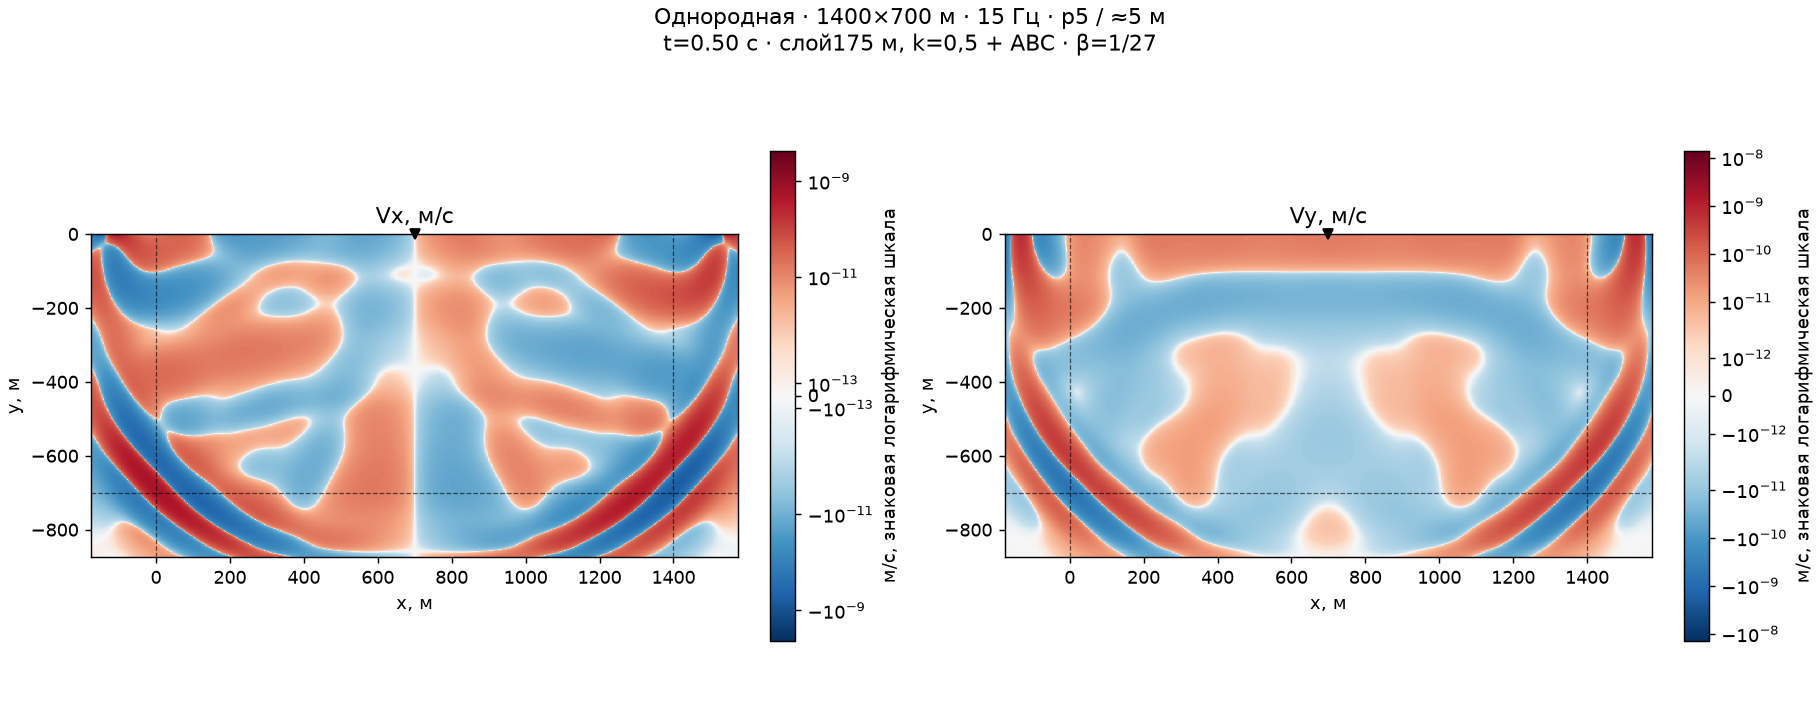 Однородная · 1400×700 м · 15 Гц · p5 / ≈5 м
t=0.50 с · слой175 м, k=0,5 + ABC · β=1/27
Vx, м/с
0
−200
−400
−600
−800
y, м
0 200 400 600 800 1000 1200 1400
x, м
10⁻⁹
10⁻¹¹
10⁻¹³
0
−10⁻¹³
−10⁻¹¹
−10⁻⁹
м/с, знаковая логарифмическая шкала
Vy, м/с
0
−200
−400
−600
−800
y, м
0 200 400 600 800 1000 1200 1400
x, м
10⁻⁸
10⁻⁹
10⁻¹⁰
10⁻¹¹
10⁻¹²
0
−10⁻¹²
−10⁻¹¹
−10⁻¹⁰
−10⁻⁹
−10⁻⁸
м/с, знаковая логарифмическая шкала